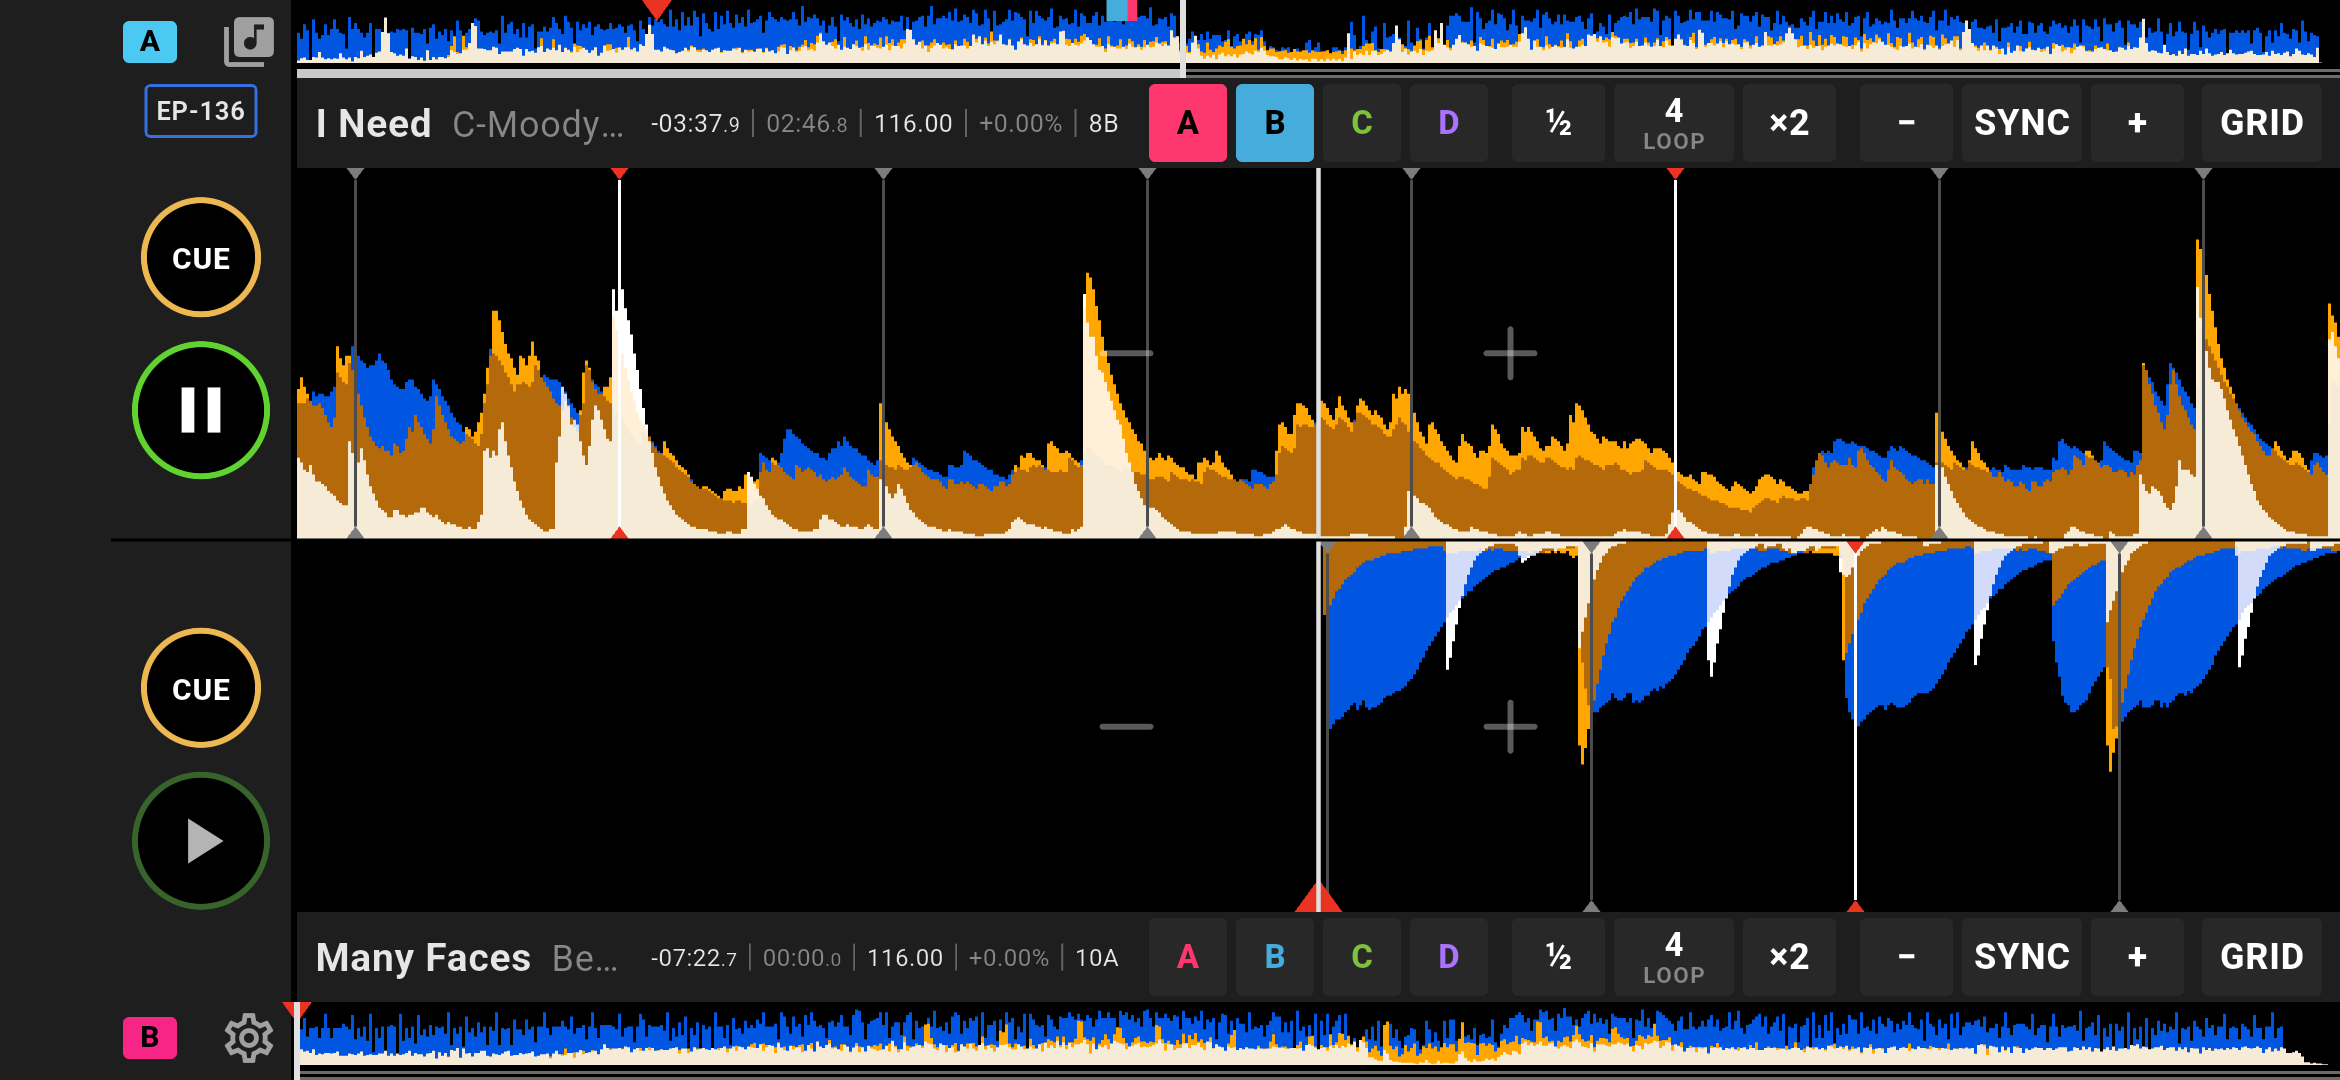 A
EP-136
I Need C-Moody... -03:37.9 | 02:46.8 | 116.00 | +0.00% | 8B A B C D ½ 4 LOOP ×2 − SYNC + GRID
CUE
CUE
Many Faces Be... -07:22.7 | 00:00.0 | 116.00 | +0.00% | 10A A B C D ½ 4 LOOP ×2 − SYNC + GRID
B